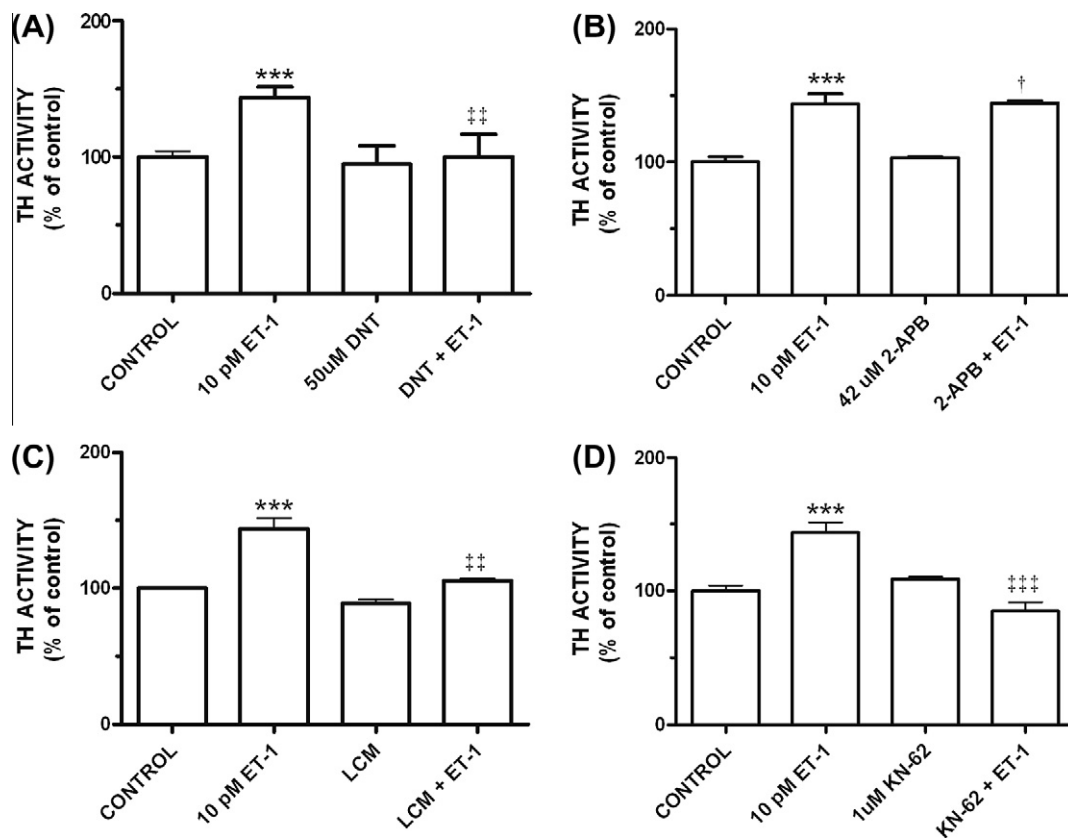 (A)
TH ACTIVITY
(% of control)
200
100
0
***
‡‡
CONTROL
10 pM ET-1
50uM DNT
DNT + ET-1
(B)
TH ACTIVITY
(% of control)
200
100
0
***
†
CONTROL
10 pM ET-1
42 uM 2-APB
2-APB + ET-1
(C)
TH ACTIVITY
(% of control)
200
100
0
***
‡‡
CONTROL
10 pM ET-1
LCM
LCM + ET-1
(D)
TH ACTIVITY
(% of control)
200
100
0
***
‡‡‡
CONTROL
10 pM ET-1
1uM KN-62
KN-62 + ET-1